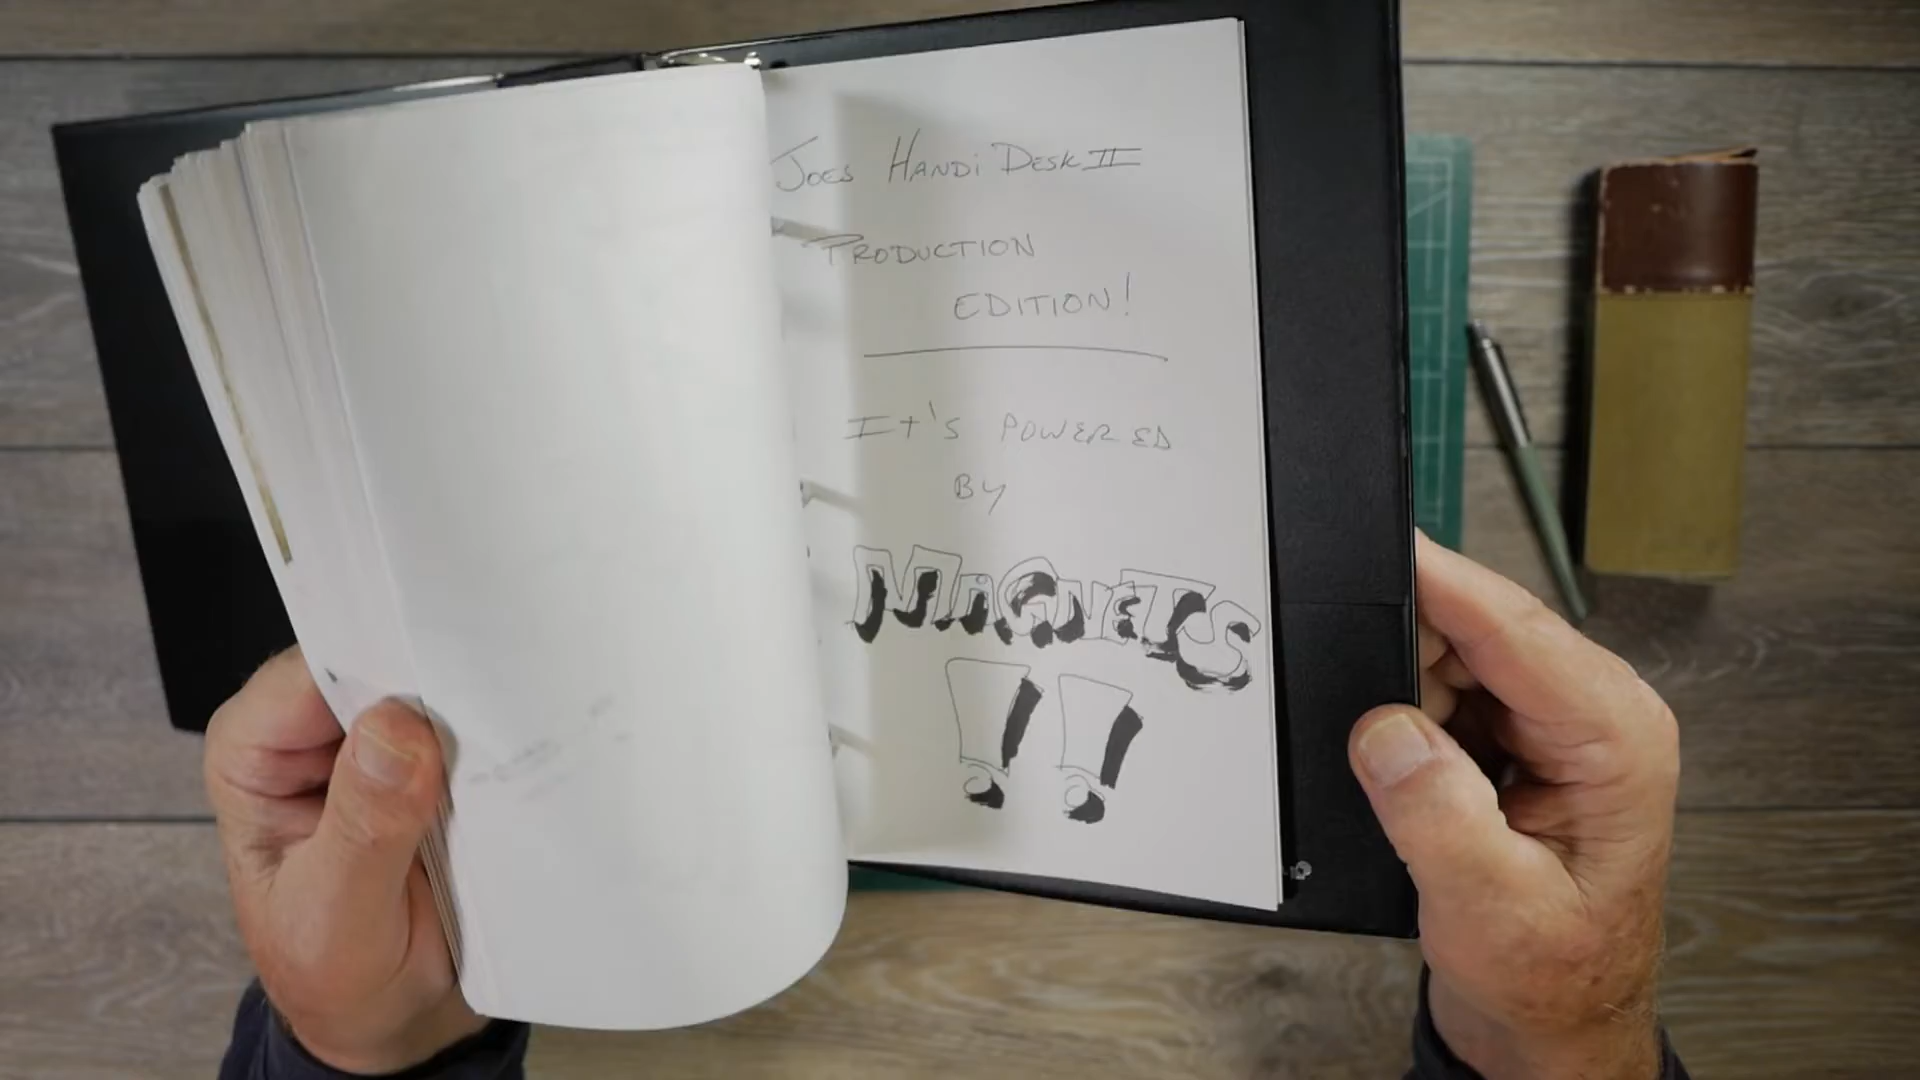 JOES HANDi DESK II
PRODUCTION
EDITION!
It's POWERED
BY
MAGNETS
!!